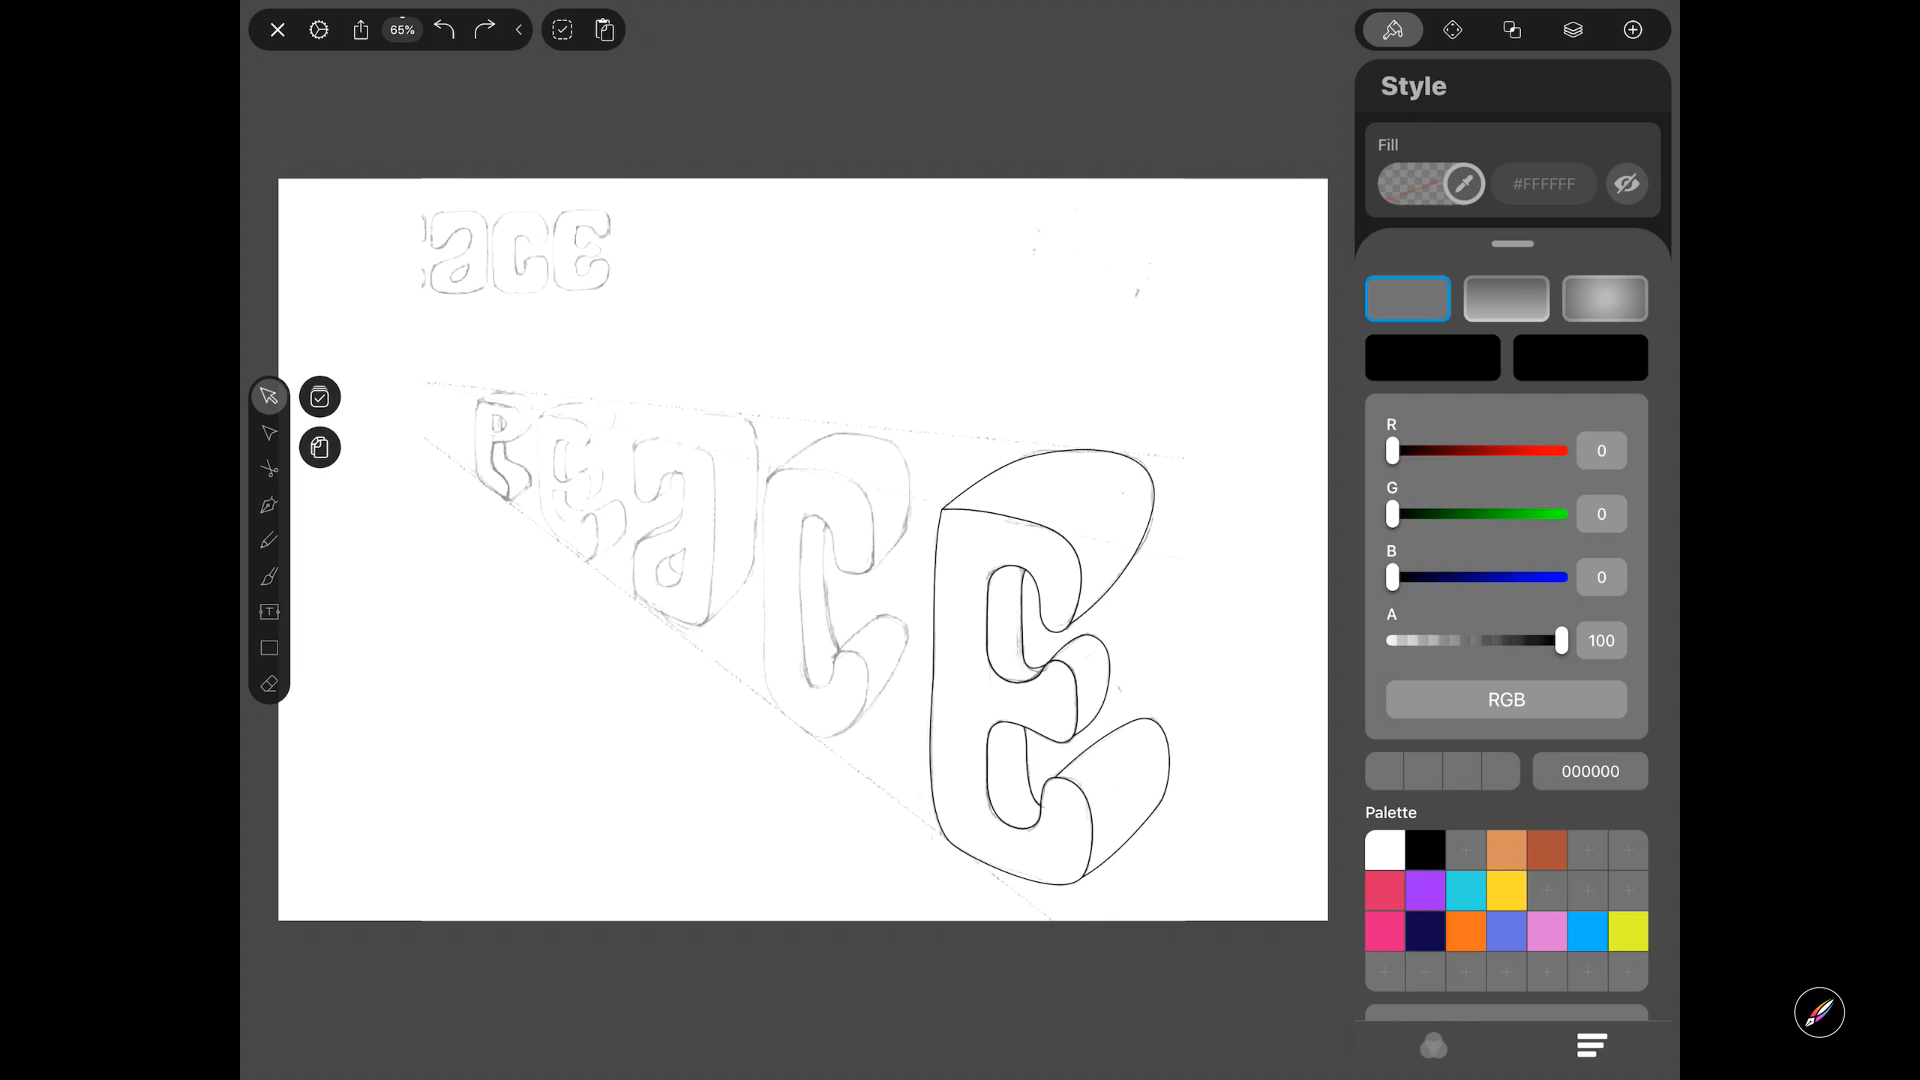 65%
Style
Fill
#FFFFFF
ace
Peace
R
0
G
0
B
0
A
100
RGB
000000
Palette
T